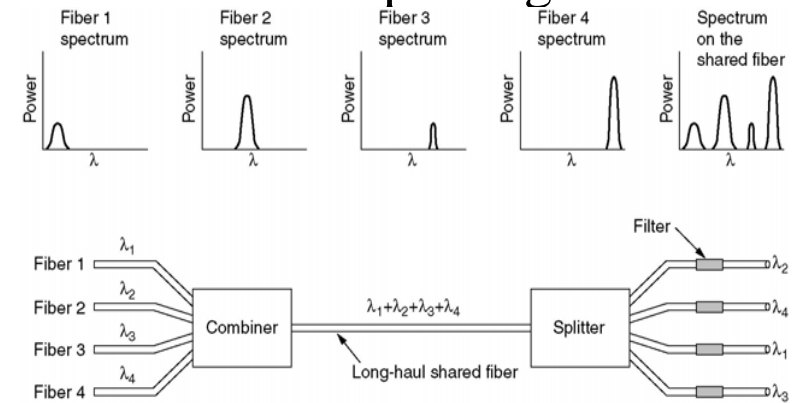 Fiber 1
spectrum
Fiber 2
spectrum
Fiber 3
spectrum
Fiber 4
spectrum
Spectrum
on the
shared fiber
Power
λ
Power
λ
Power
λ
Power
λ
Power
λ
Filter
Fiber 1
λ1
Fiber 2
λ2
Fiber 3
λ3
Fiber 4
λ4
Combiner
λ1+λ2+λ3+λ4
Long-haul shared fiber
Splitter
λ2
λ4
λ1
λ3